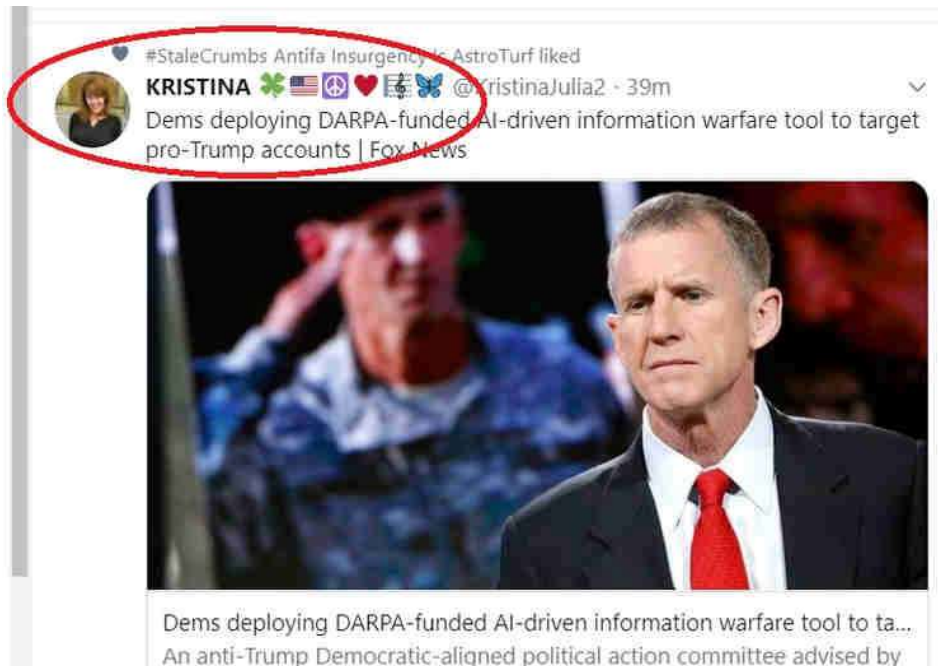 #StaleCrumbs Antifa Insurgency Is AstroTurf liked
KRISTINA 🍀🇺🇸☮️❤️🎼🦋 @KristinaJulia2 · 39m
Dems deploying DARPA-funded AI-driven information warfare tool to target
pro-Trump accounts | Fox News
Dems deploying DARPA-funded AI-driven information warfare tool to ta...
An anti-Trump Democratic-aligned political action committee advised by